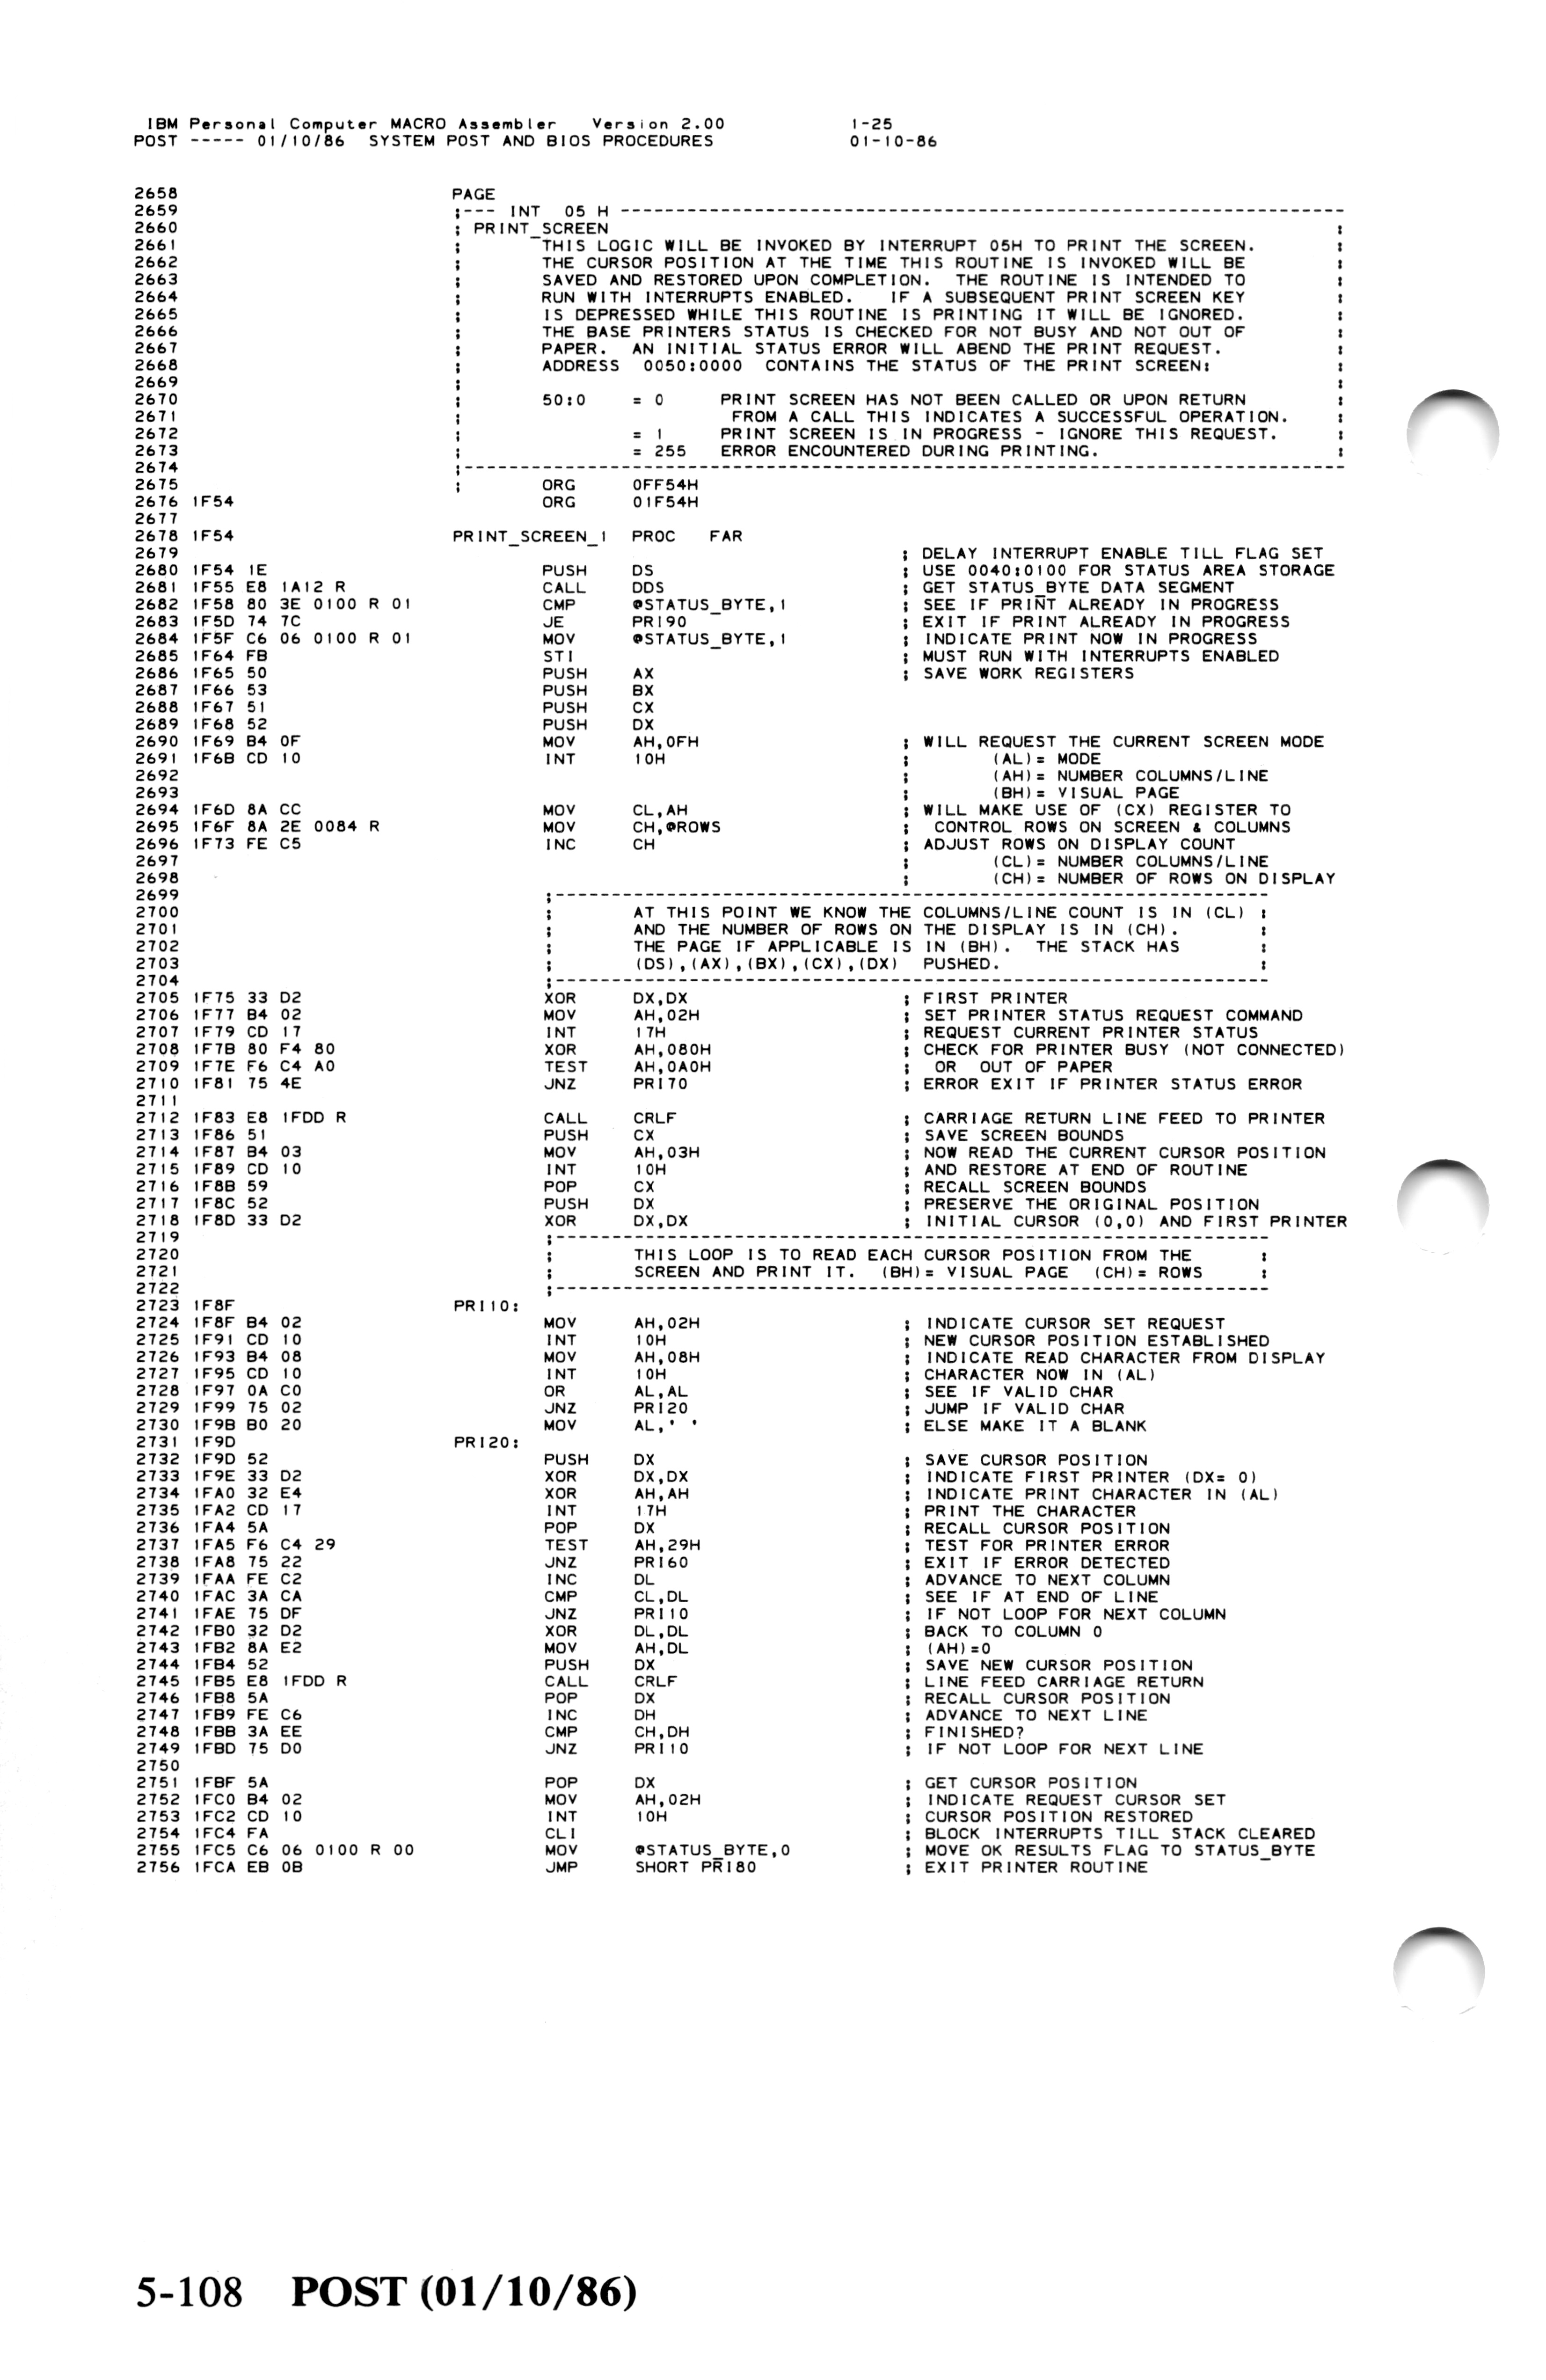 IBM Personal Computer MACRO Assembler   Version 2.00          1-25
POST ----- 01/10/86  SYSTEM POST AND BIOS PROCEDURES          01-10-86
2658 PAGE
2659 ;--- INT  05 H -------------------------------------------------------------------------------
2660 ; PRINT_SCREEN :
2661 ; THIS LOGIC WILL BE INVOKED BY INTERRUPT 05H TO PRINT THE SCREEN. :
2662 ; THE CURSOR POSITION AT THE TIME THIS ROUTINE IS INVOKED WILL BE :
2663 ; SAVED AND RESTORED UPON COMPLETION.  THE ROUTINE IS INTENDED TO :
2664 ; RUN WITH INTERRUPTS ENABLED.   IF A SUBSEQUENT PRINT SCREEN KEY :
2665 ; IS DEPRESSED WHILE THIS ROUTINE IS PRINTING IT WILL BE IGNORED. :
2666 ; THE BASE PRINTERS STATUS IS CHECKED FOR NOT BUSY AND NOT OUT OF :
2667 ; PAPER.  AN INITIAL STATUS ERROR WILL ABEND THE PRINT REQUEST. :
2668 ; ADDRESS  0050:0000  CONTAINS THE STATUS OF THE PRINT SCREEN: :
2669 ; :
2670 ; 50:0 = 0 PRINT SCREEN HAS NOT BEEN CALLED OR UPON RETURN :
2671 ; FROM A CALL THIS INDICATES A SUCCESSFUL OPERATION. :
2672 ; = 1 PRINT SCREEN IS IN PROGRESS - IGNORE THIS REQUEST. :
2673 ; = 255 ERROR ENCOUNTERED DURING PRINTING. :
2674 ;-----------------------------------------------------------------------------------------------
2675 ; ORG 0FF54H
2676 1F54 ORG 01F54H
2677
2678 1F54 PRINT_SCREEN_1 PROC FAR
2679 ; DELAY INTERRUPT ENABLE TILL FLAG SET
2680 1F54 1E PUSH DS ; USE 0040:0100 FOR STATUS AREA STORAGE
2681 1F55 E8 1A12 R CALL DDS ; GET STATUS_BYTE DATA SEGMENT
2682 1F58 80 3E 0100 R 01 CMP @STATUS_BYTE,1 ; SEE IF PRINT ALREADY IN PROGRESS
2683 1F5D 74 7C JE PRI90 ; EXIT IF PRINT ALREADY IN PROGRESS
2684 1F5F C6 06 0100 R 01 MOV @STATUS_BYTE,1 ; INDICATE PRINT NOW IN PROGRESS
2685 1F64 FB STI ; MUST RUN WITH INTERRUPTS ENABLED
2686 1F65 50 PUSH AX ; SAVE WORK REGISTERS
2687 1F66 53 PUSH BX
2688 1F67 51 PUSH CX
2689 1F68 52 PUSH DX
2690 1F69 B4 0F MOV AH,0FH ; WILL REQUEST THE CURRENT SCREEN MODE
2691 1F6B CD 10 INT 10H ; (AL)= MODE
2692 ; (AH)= NUMBER COLUMNS/LINE
2693 ; (BH)= VISUAL PAGE
2694 1F6D 8A CC MOV CL,AH ; WILL MAKE USE OF (CX) REGISTER TO
2695 1F6F 8A 2E 0084 R MOV CH,@ROWS ; CONTROL ROWS ON SCREEN & COLUMNS
2696 1F73 FE C5 INC CH ; ADJUST ROWS ON DISPLAY COUNT
2697 ; (CL)= NUMBER COLUMNS/LINE
2698 ; (CH)= NUMBER OF ROWS ON DISPLAY
2699 ;-----------------------------------------------------------------------------
2700 ; AT THIS POINT WE KNOW THE COLUMNS/LINE COUNT IS IN (CL) :
2701 ; AND THE NUMBER OF ROWS ON THE DISPLAY IS IN (CH). :
2702 ; THE PAGE IF APPLICABLE IS IN (BH).  THE STACK HAS :
2703 ; (DS),(AX),(BX),(CX),(DX)  PUSHED. :
2704 ;-----------------------------------------------------------------------------
2705 1F75 33 D2 XOR DX,DX ; FIRST PRINTER
2706 1F77 B4 02 MOV AH,02H ; SET PRINTER STATUS REQUEST COMMAND
2707 1F79 CD 17 INT 17H ; REQUEST CURRENT PRINTER STATUS
2708 1F7B 80 F4 80 XOR AH,080H ; CHECK FOR PRINTER BUSY (NOT CONNECTED)
2709 1F7E F6 C4 A0 TEST AH,0A0H ; OR  OUT OF PAPER
2710 1F81 75 4E JNZ PRI70 ; ERROR EXIT IF PRINTER STATUS ERROR
2711
2712 1F83 E8 1FDD R CALL CRLF ; CARRIAGE RETURN LINE FEED TO PRINTER
2713 1F86 51 PUSH CX ; SAVE SCREEN BOUNDS
2714 1F87 B4 03 MOV AH,03H ; NOW READ THE CURRENT CURSOR POSITION
2715 1F89 CD 10 INT 10H ; AND RESTORE AT END OF ROUTINE
2716 1F8B 59 POP CX ; RECALL SCREEN BOUNDS
2717 1F8C 52 PUSH DX ; PRESERVE THE ORIGINAL POSITION
2718 1F8D 33 D2 XOR DX,DX ; INITIAL CURSOR (0,0) AND FIRST PRINTER
2719 ;-----------------------------------------------------------------------------
2720 ; THIS LOOP IS TO READ EACH CURSOR POSITION FROM THE :
2721 ; SCREEN AND PRINT IT.  (BH)= VISUAL PAGE  (CH)= ROWS :
2722 ;-----------------------------------------------------------------------------
2723 1F8F PRI10:
2724 1F8F B4 02 MOV AH,02H ; INDICATE CURSOR SET REQUEST
2725 1F91 CD 10 INT 10H ; NEW CURSOR POSITION ESTABLISHED
2726 1F93 B4 08 MOV AH,08H ; INDICATE READ CHARACTER FROM DISPLAY
2727 1F95 CD 10 INT 10H ; CHARACTER NOW IN (AL)
2728 1F97 0A C0 OR AL,AL ; SEE IF VALID CHAR
2729 1F99 75 02 JNZ PRI20 ; JUMP IF VALID CHAR
2730 1F9B B0 20 MOV AL,' ' ; ELSE MAKE IT A BLANK
2731 1F9D PRI20:
2732 1F9D 52 PUSH DX ; SAVE CURSOR POSITION
2733 1F9E 33 D2 XOR DX,DX ; INDICATE FIRST PRINTER (DX= 0)
2734 1FA0 32 E4 XOR AH,AH ; INDICATE PRINT CHARACTER IN (AL)
2735 1FA2 CD 17 INT 17H ; PRINT THE CHARACTER
2736 1FA4 5A POP DX ; RECALL CURSOR POSITION
2737 1FA5 F6 C4 29 TEST AH,29H ; TEST FOR PRINTER ERROR
2738 1FA8 75 22 JNZ PRI60 ; EXIT IF ERROR DETECTED
2739 1FAA FE C2 INC DL ; ADVANCE TO NEXT COLUMN
2740 1FAC 3A CA CMP CL,DL ; SEE IF AT END OF LINE
2741 1FAE 75 DF JNZ PRI10 ; IF NOT LOOP FOR NEXT COLUMN
2742 1FB0 32 D2 XOR DL,DL ; BACK TO COLUMN 0
2743 1FB2 8A E2 MOV AH,DL ; (AH)=0
2744 1FB4 52 PUSH DX ; SAVE NEW CURSOR POSITION
2745 1FB5 E8 1FDD R CALL CRLF ; LINE FEED CARRIAGE RETURN
2746 1FB8 5A POP DX ; RECALL CURSOR POSITION
2747 1FB9 FE C6 INC DH ; ADVANCE TO NEXT LINE
2748 1FBB 3A EE CMP CH,DH ; FINISHED?
2749 1FBD 75 D0 JNZ PRI10 ; IF NOT LOOP FOR NEXT LINE
2750
2751 1FBF 5A POP DX ; GET CURSOR POSITION
2752 1FC0 B4 02 MOV AH,02H ; INDICATE REQUEST CURSOR SET
2753 1FC2 CD 10 INT 10H ; CURSOR POSITION RESTORED
2754 1FC4 FA CLI ; BLOCK INTERRUPTS TILL STACK CLEARED
2755 1FC5 C6 06 0100 R 00 MOV @STATUS_BYTE,0 ; MOVE OK RESULTS FLAG TO STATUS_BYTE
2756 1FCA EB 0B JMP SHORT PRI80 ; EXIT PRINTER ROUTINE
5-108   POST (01/10/86)